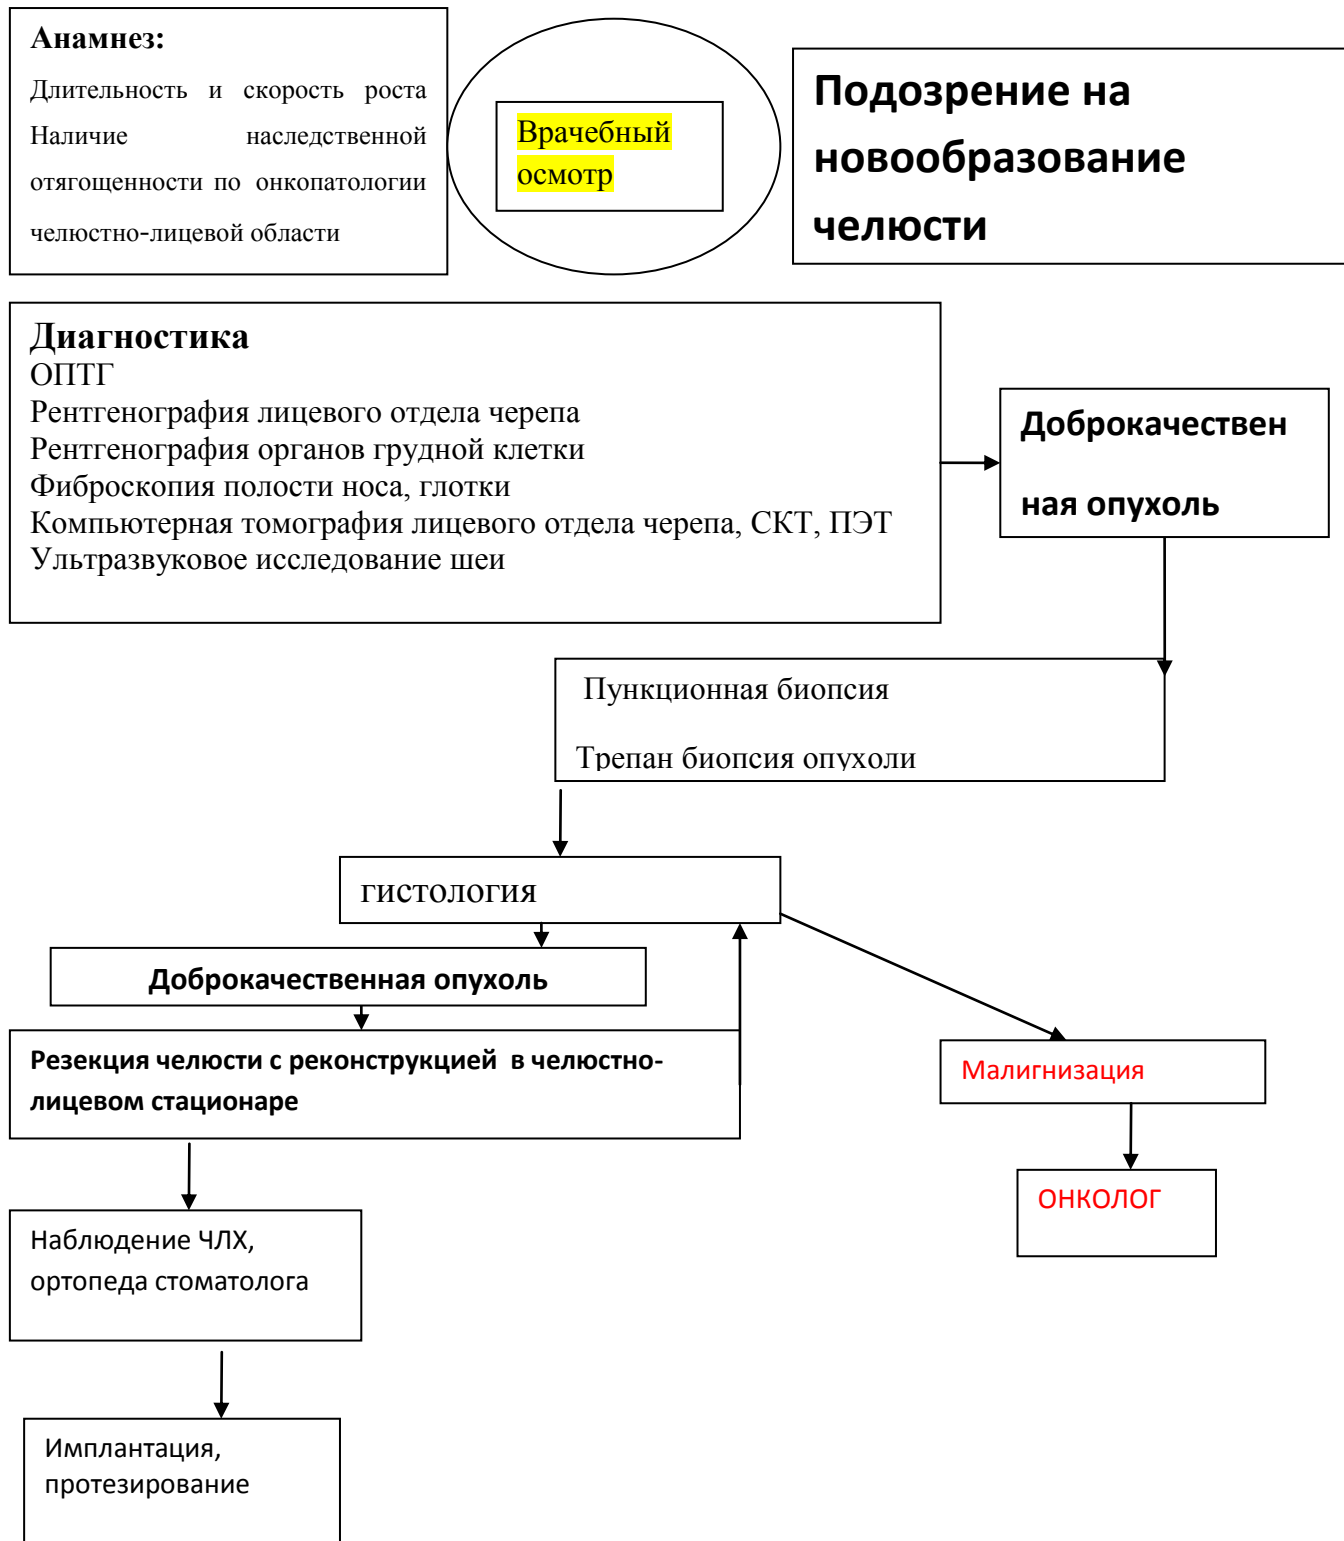 Анамнез:
Длительность и скорость роста
Наличие наследственной
отягощенности по онкопатологии
челюстно-лицевой области
Врачебный
осмотр
Подозрение на
новообразование
челюсти
Диагностика
ОПТГ
Рентгенография лицевого отдела черепа
Рентгенография органов грудной клетки
Фиброскопия полости носа, глотки
Компьютерная томография лицевого отдела черепа, СКТ, ПЭТ
Ультразвуковое исследование шеи
Доброкачествен
ная опухоль
Пункционная биопсия
Трепан биопсия опухоли
гистология
Доброкачественная опухоль
Резекция челюсти с реконструкцией в челюстно-
лицевом стационаре
Малигнизация
ОНКОЛОГ
Наблюдение ЧЛХ,
ортопеда стоматолога
Имплантация,
протезирование